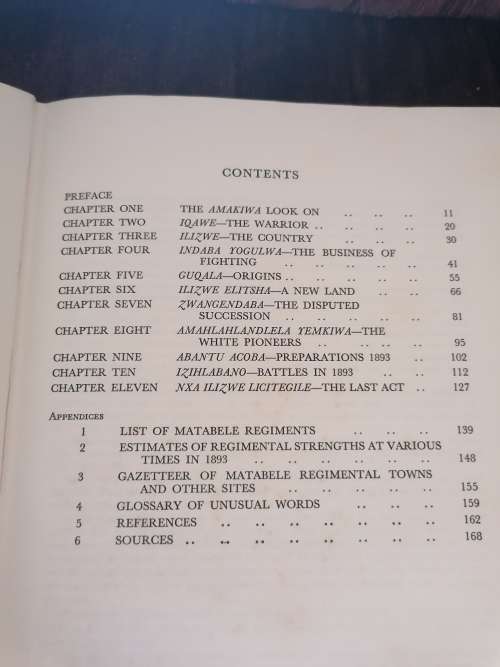 CONTENTS
PREFACE
CHAPTER ONE THE AMAKIWA LOOK ON .. .. .. 11
CHAPTER TWO IQAWE—THE WARRIOR .. .. .. .. 20
CHAPTER THREE ILIZWE—THE COUNTRY .. .. .. 30
CHAPTER FOUR INDABA YOGULWA—THE BUSINESS OF
FIGHTING .. .. .. .. .. 41
CHAPTER FIVE GUQALA—ORIGINS .. .. .. .. .. 55
CHAPTER SIX ILIZWE ELITSHA—A NEW LAND .. .. 66
CHAPTER SEVEN ZWANGENDABA—THE DISPUTED
SUCCESSION .. .. .. .. .. 81
CHAPTER EIGHT AMAHLAHLANDLELA YEMKIWA—THE
WHITE PIONEERS .. .. .. .. 95
CHAPTER NINE ABANTU ACOBA—PREPARATIONS 1893 .. 102
CHAPTER TEN IZIHLABANO—BATTLES IN 1893 .. .. 112
CHAPTER ELEVEN NXA ILIZWE LICITEGILE—THE LAST ACT .. 127
APPENDICES
1 LIST OF MATABELE REGIMENTS .. .. .. 139
2 ESTIMATES OF REGIMENTAL STRENGTHS AT VARIOUS
TIMES IN 1893 .. .. .. .. .. 148
3 GAZETTEER OF MATABELE REGIMENTAL TOWNS
AND OTHER SITES .. .. .. .. .. 155
4 GLOSSARY OF UNUSUAL WORDS .. .. .. 159
5 REFERENCES .. .. .. .. .. .. .. 162
6 SOURCES .. .. .. .. .. .. .. .. 168